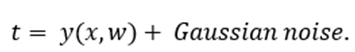 t = y(x, w) + Gaussian noise.